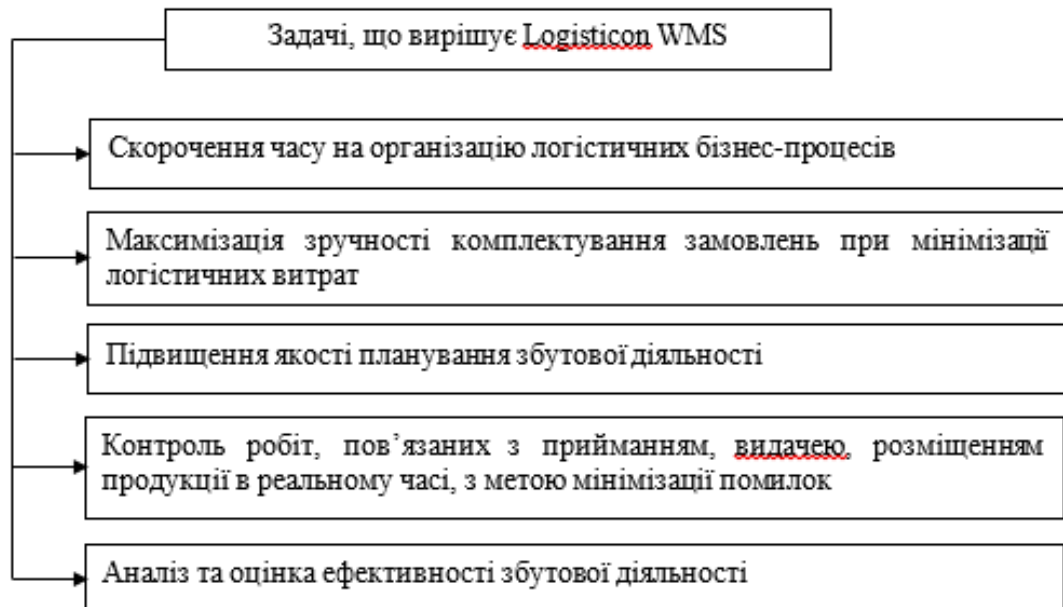 Задачі, що вирішує Logisticon WMS
Скорочення часу на організацію логістичних бізнес-процесів
Максимізація зручності комплектування замовлень при мінімізації
логістичних витрат
Підвищення якості планування збутової діяльності
Контроль робіт, пов’язаних з прийманням, видачею, розміщенням
продукції в реальному часі, з метою мінімізації помилок
Аналіз та оцінка ефективності збутової діяльності